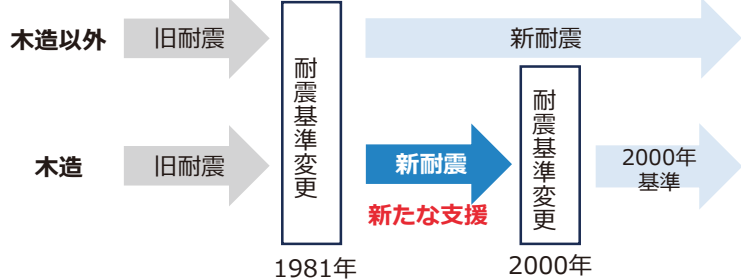 木造以外
旧耐震
耐震基準変更
新耐震
木造
旧耐震
新耐震
新たな支援
耐震基準変更
2000年
基準
1981年
2000年